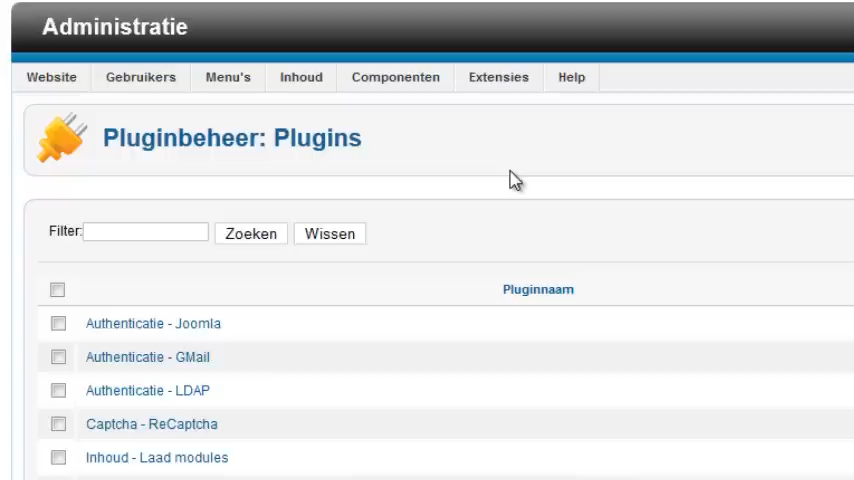 Administratie
Website Gebruikers Menu's Inhoud Componenten Extensies Help
Pluginbeheer: Plugins
Filter: Zoeken Wissen
Pluginnaam
Authenticatie - Joomla
Authenticatie - GMail
Authenticatie - LDAP
Captcha - ReCaptcha
Inhoud - Laad modules